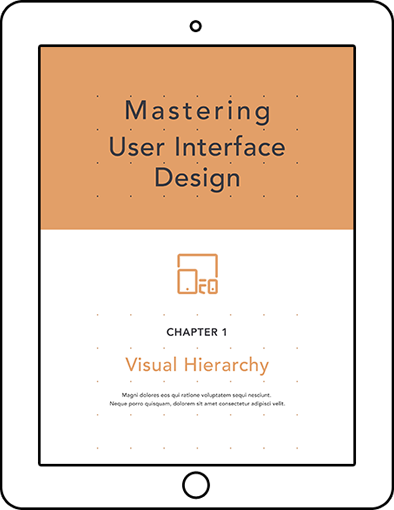 Mastering
User Interface
Design
CHAPTER 1
Visual Hierarchy
Magni dolores eos qui ratione voluptatem sequi nesciunt.
Neque porro quisquam, dolorem sit amet consectetur adipisci velit.